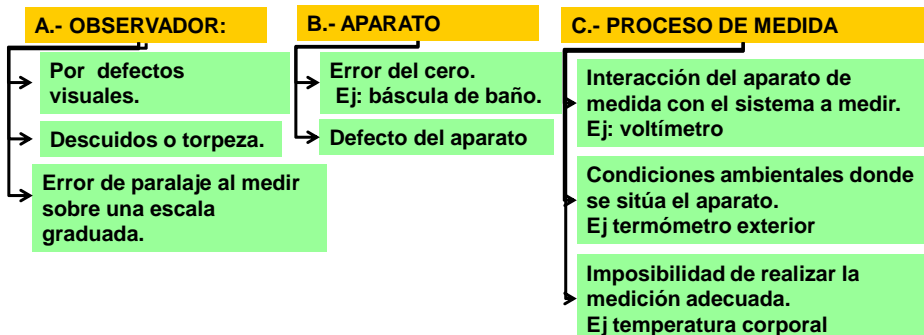 A.- OBSERVADOR:
Por defectos
visuales.
Descuidos o torpeza.
Error de paralaje al medir
sobre una escala
graduada.
B.- APARATO
Error del cero.
Ej: báscula de baño.
Defecto del aparato
C.- PROCESO DE MEDIDA
Interacción del aparato de
medida con el sistema a medir.
Ej: voltímetro
Condiciones ambientales donde
se sitúa el aparato.
Ej termómetro exterior
Imposibilidad de realizar la
medición adecuada.
Ej temperatura corporal